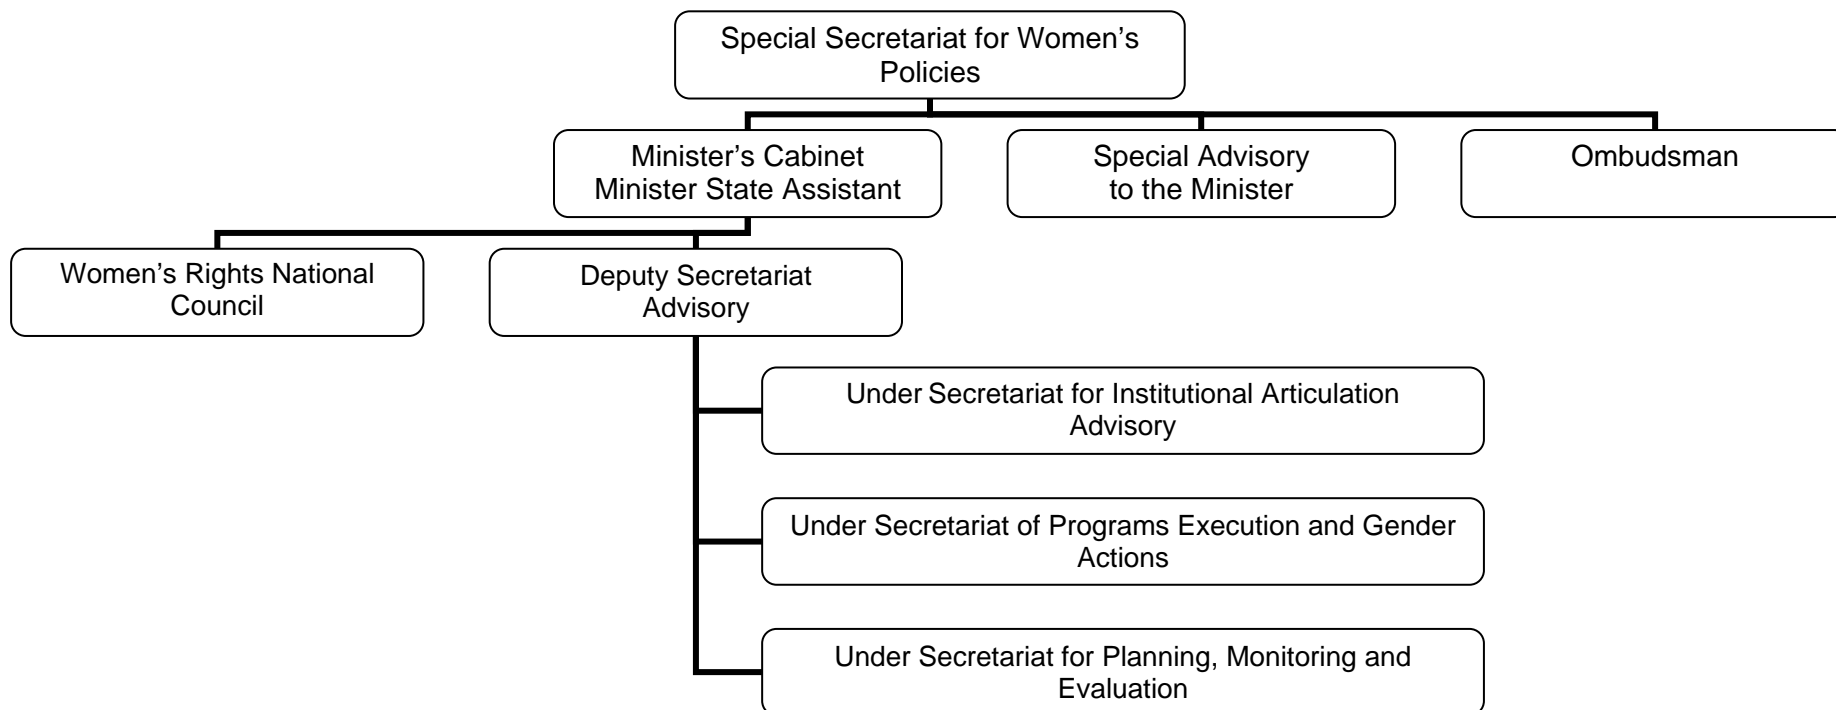 Special Secretariat for Women’s
Policies
Minister’s Cabinet
Minister State Assistant
Special Advisory
to the Minister
Ombudsman
Women’s Rights National
Council
Deputy Secretariat
Advisory
Under Secretariat for Institutional Articulation
Advisory
Under Secretariat of Programs Execution and Gender
Actions
Under Secretariat for Planning, Monitoring and
Evaluation